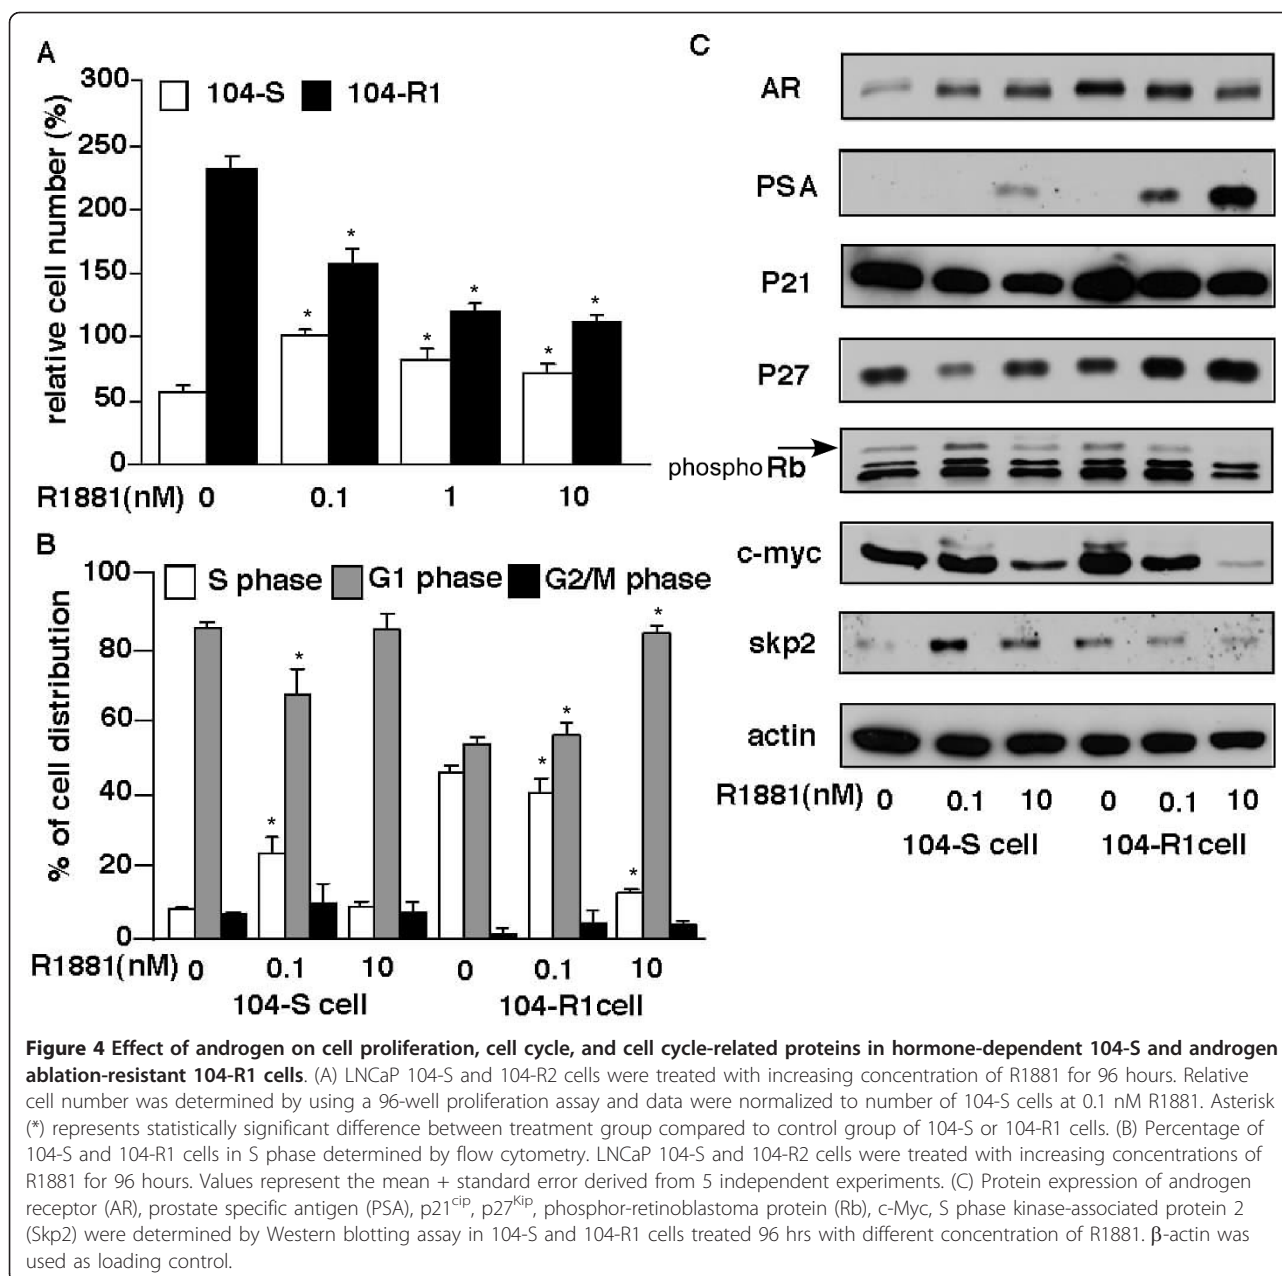 A
300
104-S 104-R1
250
200
150
100
50
0
relative cell number (%)
* * * * * *
R1881(nM) 0 0.1 1 10
B
100
S phase G1 phase G2/M phase
80
60
40
20
0
% of cell distribution
* * * * * *
R1881(nM) 0 0.1 10 0 0.1 10
104-S cell 104-R1cell
C
AR
PSA
P21
P27
phospho Rb
c-myc
skp2
actin
R1881(nM) 0 0.1 10 0 0.1 10
104-S cell 104-R1cell
Figure 4 Effect of androgen on cell proliferation, cell cycle, and cell cycle-related proteins in hormone-dependent 104-S and androgen
ablation-resistant 104-R1 cells. (A) LNCaP 104-S and 104-R2 cells were treated with increasing concentration of R1881 for 96 hours. Relative
cell number was determined by using a 96-well proliferation assay and data were normalized to number of 104-S cells at 0.1 nM R1881. Asterisk
(*) represents statistically significant difference between treatment group compared to control group of 104-S or 104-R1 cells. (B) Percentage of
104-S and 104-R1 cells in S phase determined by flow cytometry. LNCaP 104-S and 104-R2 cells were treated with increasing concentrations of
R1881 for 96 hours. Values represent the mean + standard error derived from 5 independent experiments. (C) Protein expression of androgen
receptor (AR), prostate specific antigen (PSA), p21cip, p27Kip, phosphor-retinoblastoma protein (Rb), c-Myc, S phase kinase-associated protein 2
(Skp2) were determined by Western blotting assay in 104-S and 104-R1 cells treated 96 hrs with different concentration of R1881. β-actin was
used as loading control.